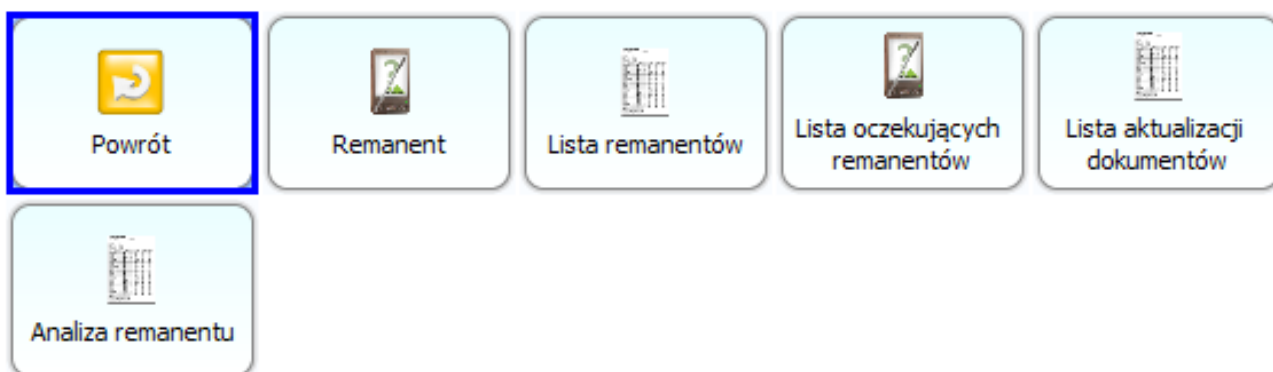 Powrót
Remanent
Lista remanentów
Lista oczekujących
remanentów
Lista aktualizacji
dokumentów
Analiza remanentu